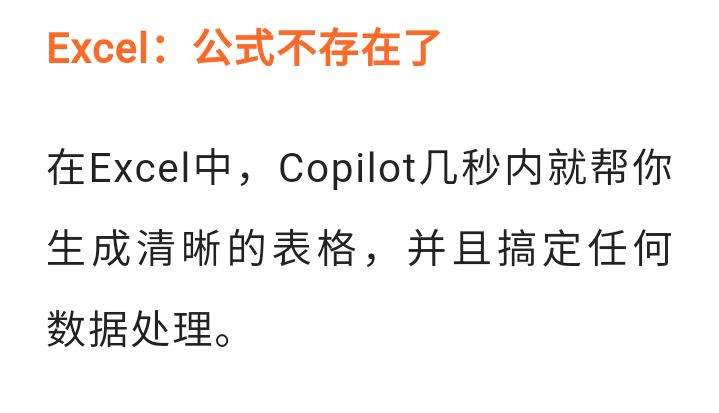 Excel：公式不存在了
在Excel中，Copilot几秒内就帮你
生成清晰的表格，并且搞定任何
数据处理。